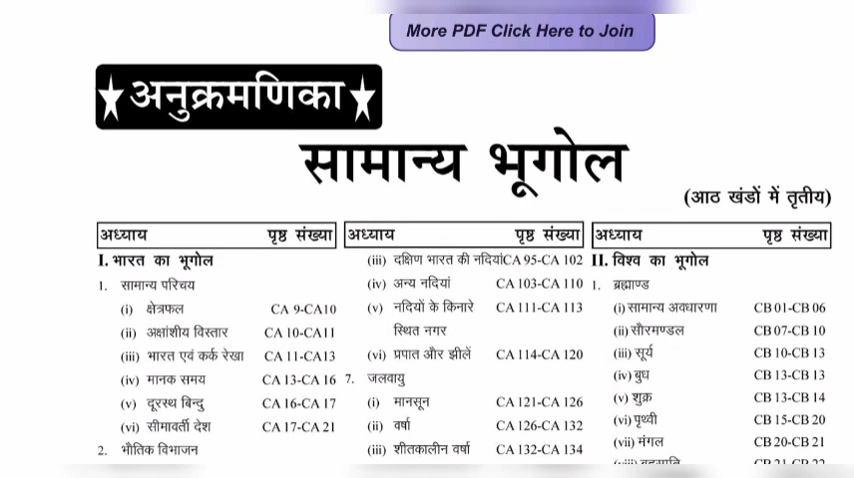 More PDF Click Here to Join
अनुक्रमणिका
सामान्य भूगोल
(आठ खंडों में तृतीय)
अध्याय पृष्ठ संख्या
I. भारत का भूगोल
1. सामान्य परिचय
(i) क्षेत्रफल CA 9-CA10
(ii) अक्षांशीय विस्तार CA 10-CA11
(iii) भारत एवं कर्क रेखा CA 11-CA13
(iv) मानक समय CA 13-CA 16
(v) दूरस्थ बिन्दु CA 16-CA 17
(vi) सीमावर्ती देश CA 17-CA 21
2. भौतिक विभाजन
अध्याय पृष्ठ संख्या
(iii) दक्षिण भारत की नदियां CA 95-CA 102
(iv) अन्य नदियां CA 103-CA 110
(v) नदियों के किनारे CA 111-CA 113
स्थित नगर
(vi) प्रपात और झीलें CA 114-CA 120
7. जलवायु
(i) मानसून CA 121-CA 126
(ii) वर्षा CA 126-CA 132
(iii) शीतकालीन वर्षा CA 132-CA 134
अध्याय पृष्ठ संख्या
II. विश्व का भूगोल
1. ब्रह्माण्ड
(i) सामान्य अवधारणा CB 01-CB 06
(ii) सौरमण्डल CB 07-CB 10
(iii) सूर्य CB 10-CB 13
(iv) बुध CB 13-CB 13
(v) शुक्र CB 13-CB 14
(vi) पृथ्वी CB 15-CB 20
(vii) मंगल CB 20-CB 21